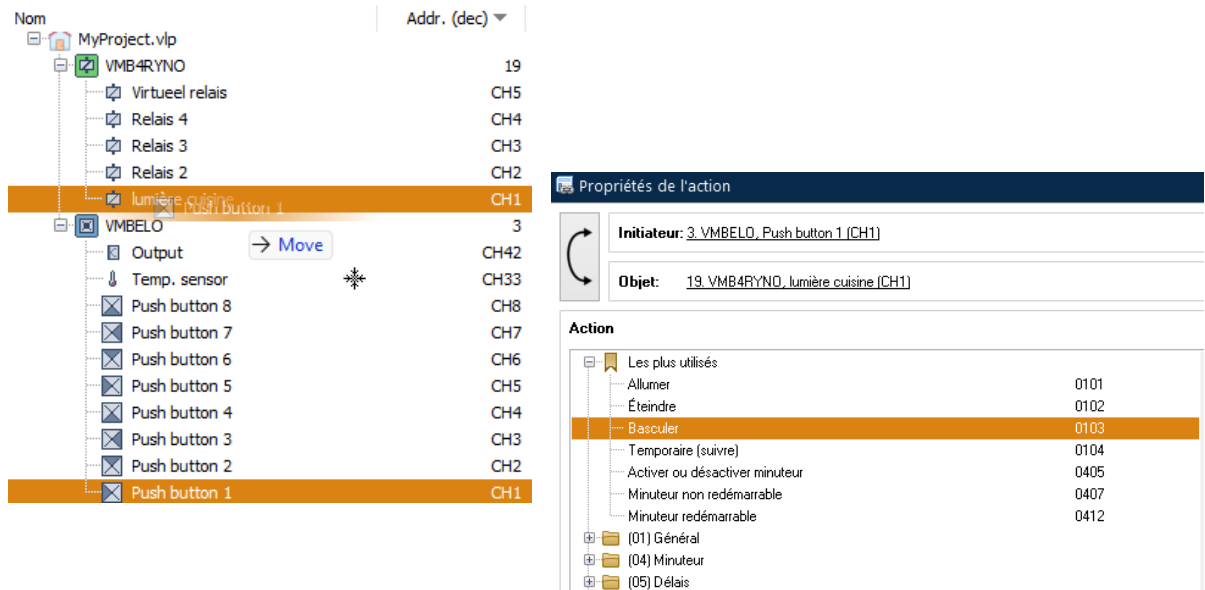 Nom Addr. (dec)
MyProject.vlp
VMB4RYNO 19
Virtueel relais CH5
Relais 4 CH4
Relais 3 CH3
Relais 2 CH2
lumière cuisine CH1
Push button 1
VMBELO 3
→ Move
Output CH42
Temp. sensor CH33
Push button 8 CH8
Push button 7 CH7
Push button 6 CH6
Push button 5 CH5
Push button 4 CH4
Push button 3 CH3
Push button 2 CH2
Push button 1 CH1
Propriétés de l'action
Initiateur: 3. VMBELO, Push button 1 (CH1)
Objet: 19. VMB4RYNO, lumière cuisine (CH1)
Action
Les plus utilisés
Allumer 0101
Éteindre 0102
Basculer 0103
Temporaire (suivre) 0104
Activer ou désactiver minuteur 0405
Minuteur non redémarrable 0407
Minuteur redémarrable 0412
(01) Général
(04) Minuteur
(05) Délais